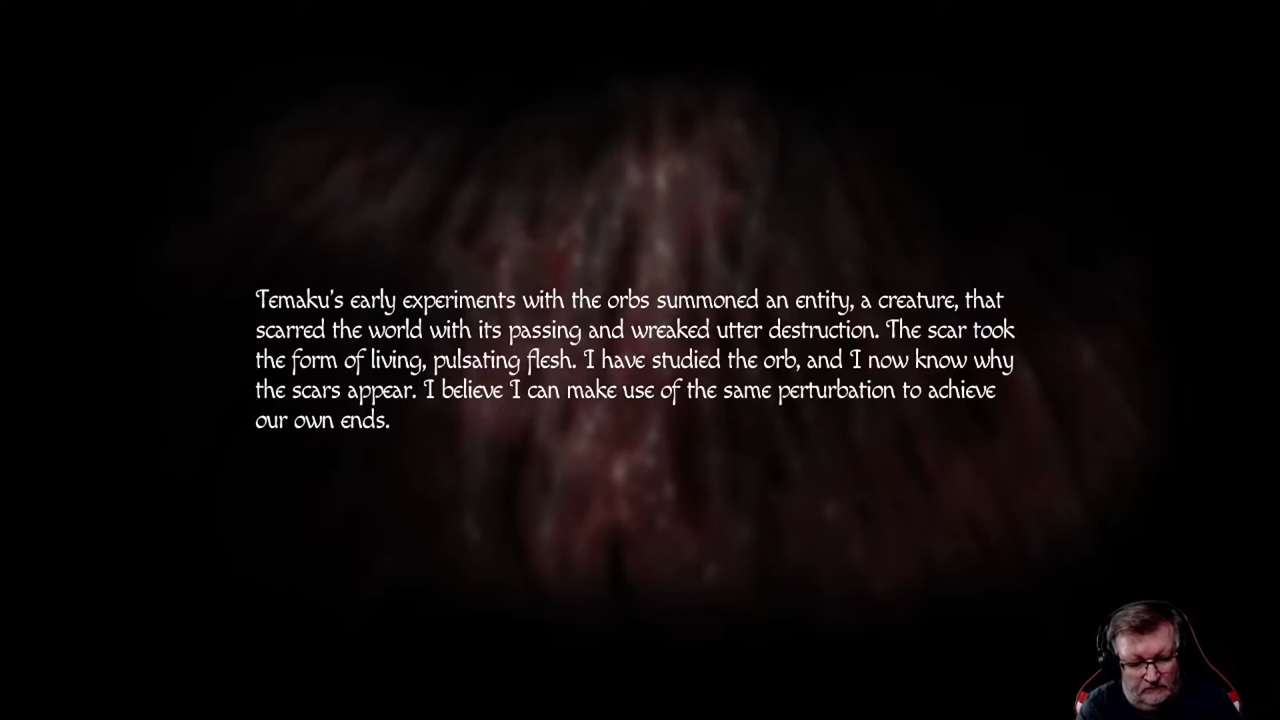 Temaku's early experiments with the orbs summoned an entity, a creature, that
scarred the world with its passing and wreaked utter destruction. The scar took
the form of living, pulsating flesh. I have studied the orb, and I now know why
the scars appear. I believe I can make use of the same perturbation to achieve
our own ends.